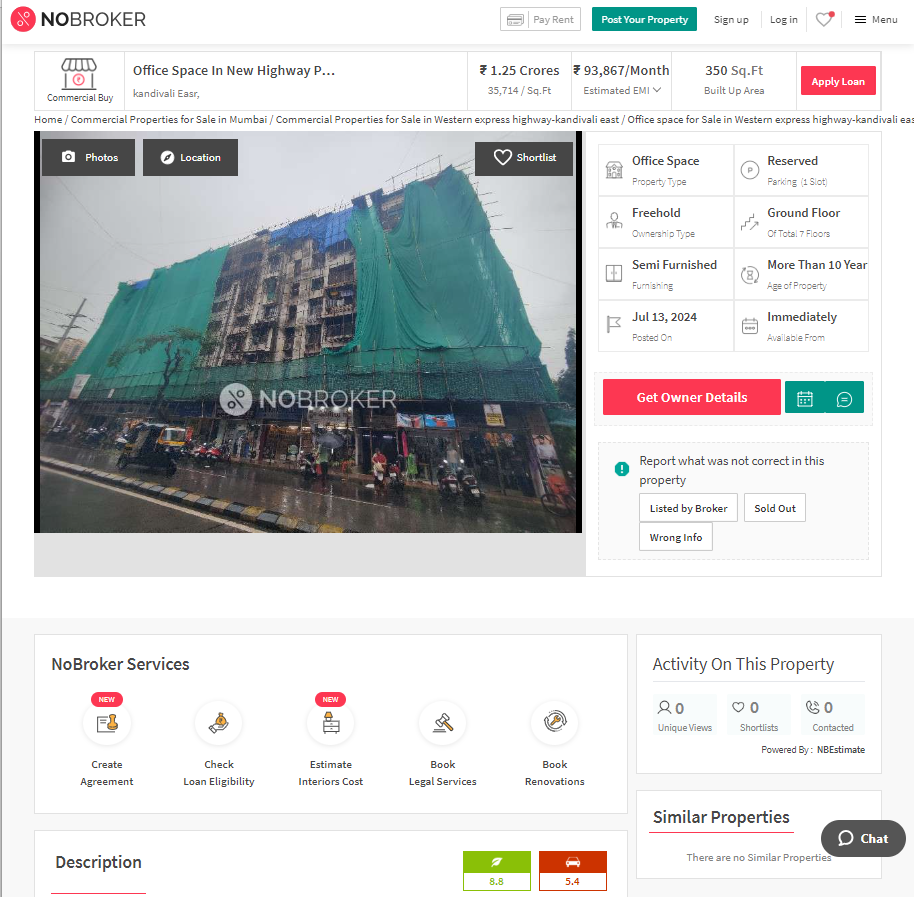 NOBROKER
Pay Rent
Post Your Property
Sign up
Log in
Menu
Commercial Buy
Office Space In New Highway P...
kandivali Easr,
₹ 1.25 Crores
35,714 / Sq.Ft
₹ 93,867/Month
Estimated EMI
350 Sq.Ft
Built Up Area
Apply Loan
Home / Commercial Properties for Sale in Mumbai / Commercial Properties for Sale in Western express highway-kandivali east / Office space for Sale in Western express highway-kandivali eas
Photos
Location
Shortlist
NOBROKER
Office Space
Property Type
Reserved
Parking (1 Slot)
Freehold
Ownership Type
Ground Floor
Of Total 7 Floors
Semi Furnished
Furnishing
More Than 10 Year
Age of Property
Jul 13, 2024
Posted On
Immediately
Available From
Get Owner Details
Report what was not correct in this
property
Listed by Broker
Sold Out
Wrong Info
NoBroker Services
NEW
Create
Agreement
Check
Loan Eligibility
NEW
Estimate
Interiors Cost
Book
Legal Services
Book
Renovations
Activity On This Property
0
Unique Views
0
Shortlists
0
Contacted
Powered By : NBEstimate
Similar Properties
There are no Similar Properties
Chat
Description
8.8
5.4